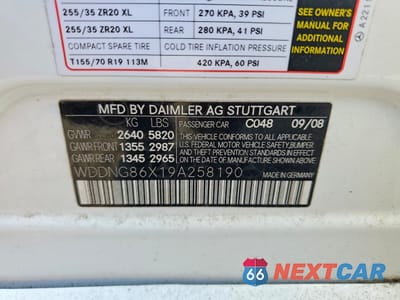 255/35 ZR20 XL FRONT 270 KPA, 39 PSI
255/35 ZR20 XL REAR 280 KPA, 41 PSI
COMPACT SPARE TIRE COLD TIRE INFLATION PRESSURE
T155/70 R19 113M 420 KPA, 60 PSI
SEE OWNER'S
MANUAL FOR
ADDITIONAL
INFORMATION
A 221
MFD BY DAIMLER AG STUTTGART
KG LBS PASSENGER CAR C048 09/08
GVWR 2640 5820
GAWR FRONT 1355 2987
GAWR REAR 1345 2965
THIS VEHICLE CONFORMS TO ALL APPLICABLE
U.S. FEDERAL MOTOR VEHICLE SAFETY, BUMPER
AND THEFT PREVENTION STANDARDS IN EFFECT
ON THE DATE OF MANUFACTURE SHOWN ABOVE.
WDDNG86X19A258190
MADE IN GERMANY
66 NEXTCAR